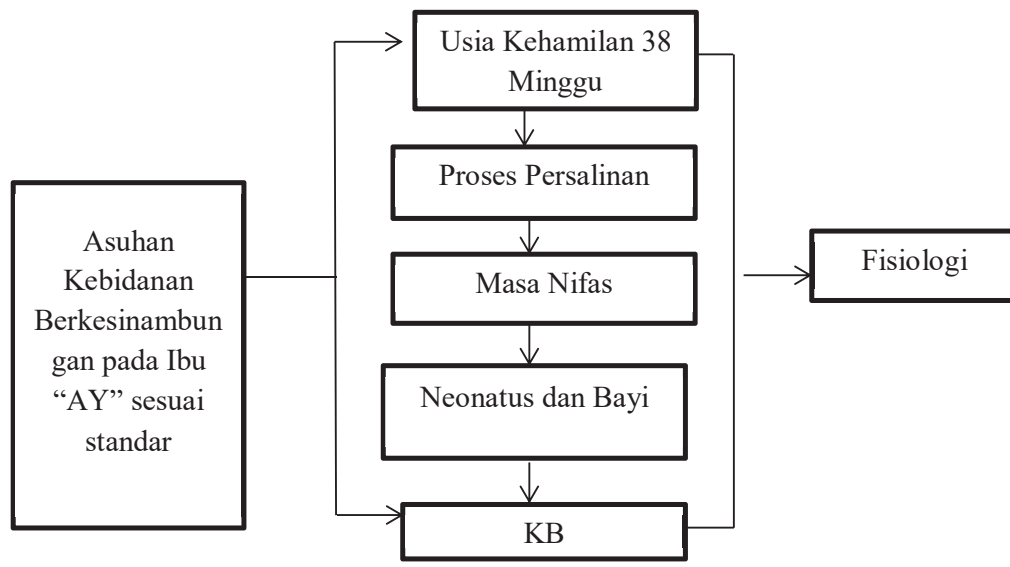 Asuhan
Kebidanan
Berkesinambun
gan pada Ibu
“AY” sesuai
standar
Usia Kehamilan 38
Minggu
Proses Persalinan
Masa Nifas
Neonatus dan Bayi
KB
Fisiologi